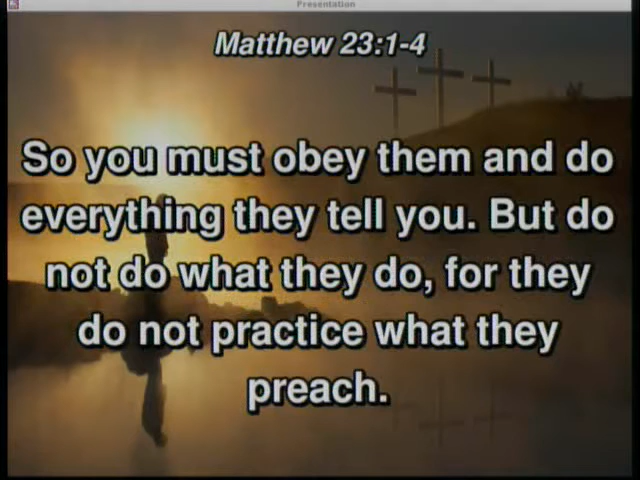 Presentation
Matthew 23:1-4
So you must obey them and do
everything they tell you. But do
not do what they do, for they
do not practice what they
preach.